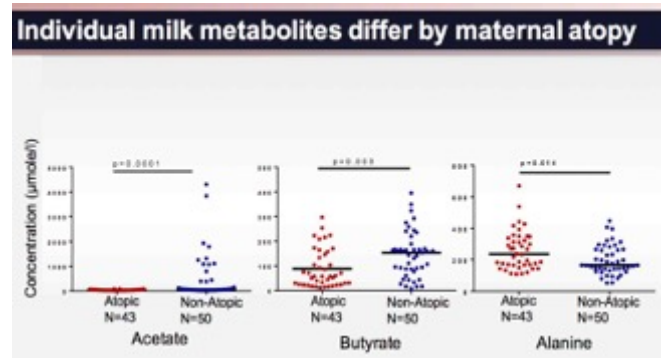 Individual milk metabolites differ by maternal atopy
Concentration (µmole/l)
p=0.0001
Atopic
N=43
Non-Atopic
N=50
Acetate
Atopic
N=43
Non-Atopic
N=50
Butyrate
p=0.014
Atopic
N=43
Non-Atopic
N=50
Alanine